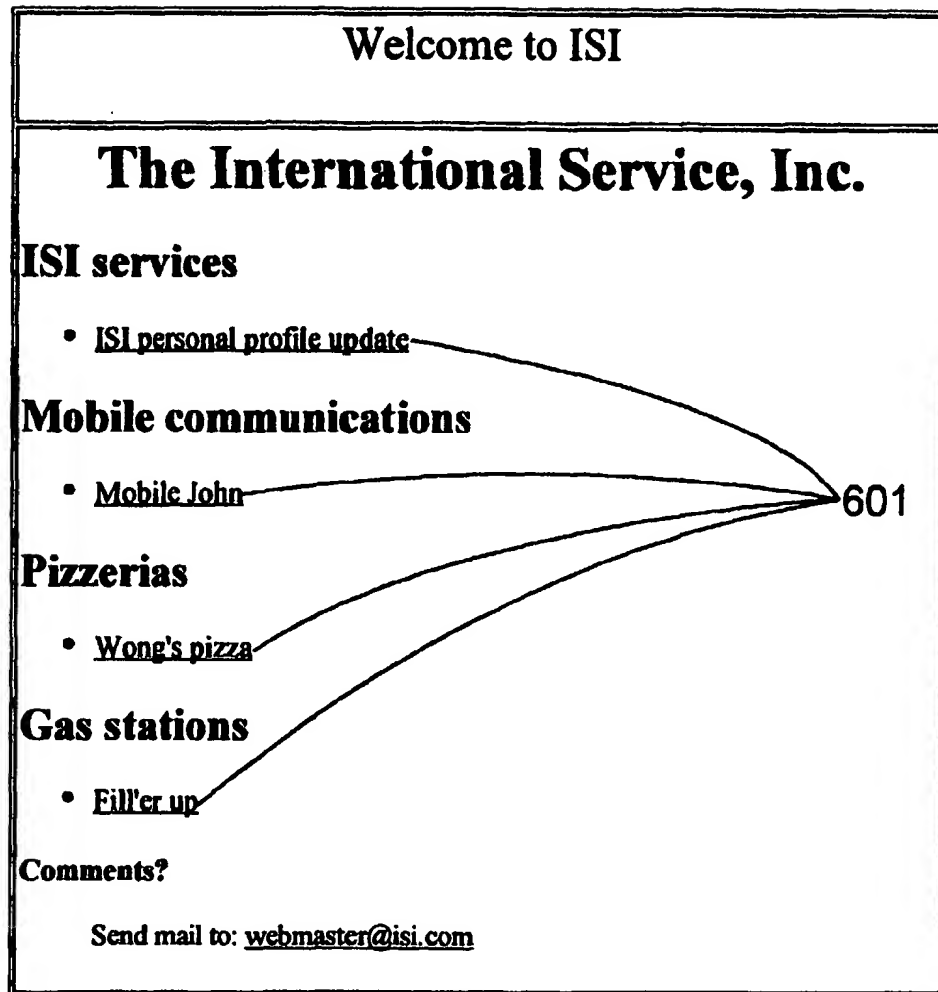 Welcome to ISI
The International Service, Inc.
ISI services
• ISI personal profile update
Mobile communications
• Mobile John
601
Pizzerias
• Wong's pizza
Gas stations
• Fill'er up
Comments?
Send mail to: webmaster@isi.com